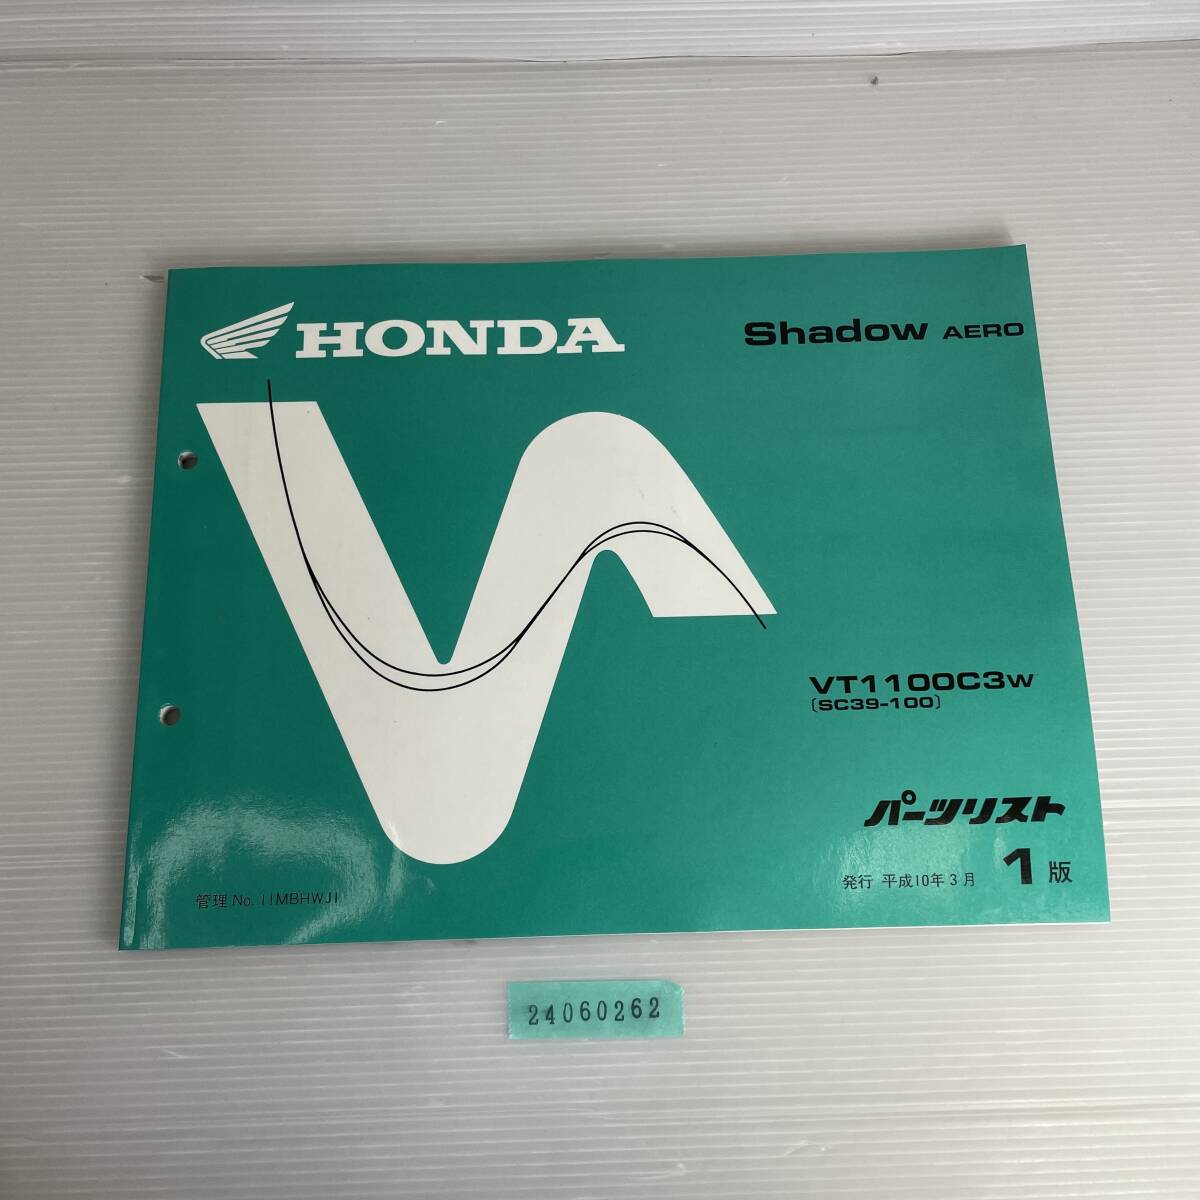 HONDA
Shadow AERO
VT1100C3W
〔SC39-100〕
パーツリスト
発行 平成10年3月 1版
管理 No. 11MBHWJ1
24060262